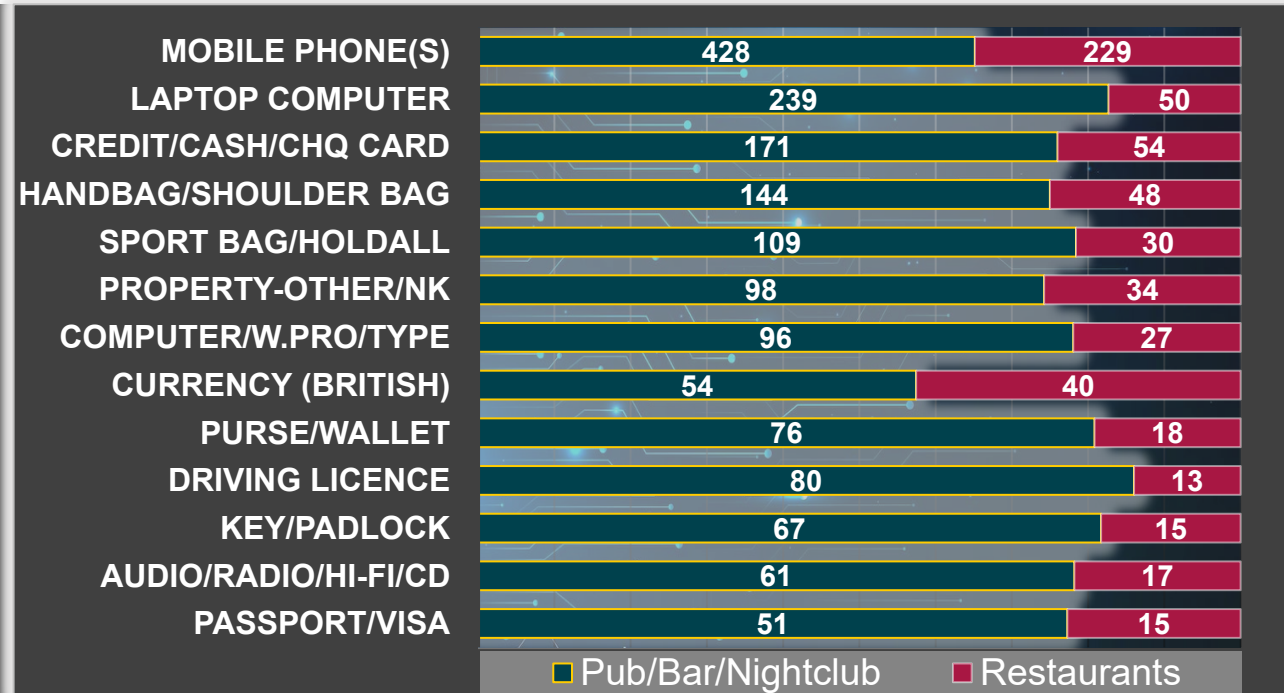 MOBILE PHONE(S) 428 229
LAPTOP COMPUTER 239 50
CREDIT/CASH/CHQ CARD 171 54
HANDBAG/SHOULDER BAG 144 48
SPORT BAG/HOLDALL 109 30
PROPERTY-OTHER/NK 98 34
COMPUTER/W.PRO/TYPE 96 27
CURRENCY (BRITISH) 54 40
PURSE/WALLET 76 18
DRIVING LICENCE 80 13
KEY/PADLOCK 67 15
AUDIO/RADIO/HI-FI/CD 61 17
PASSPORT/VISA 51 15
Pub/Bar/Nightclub Restaurants